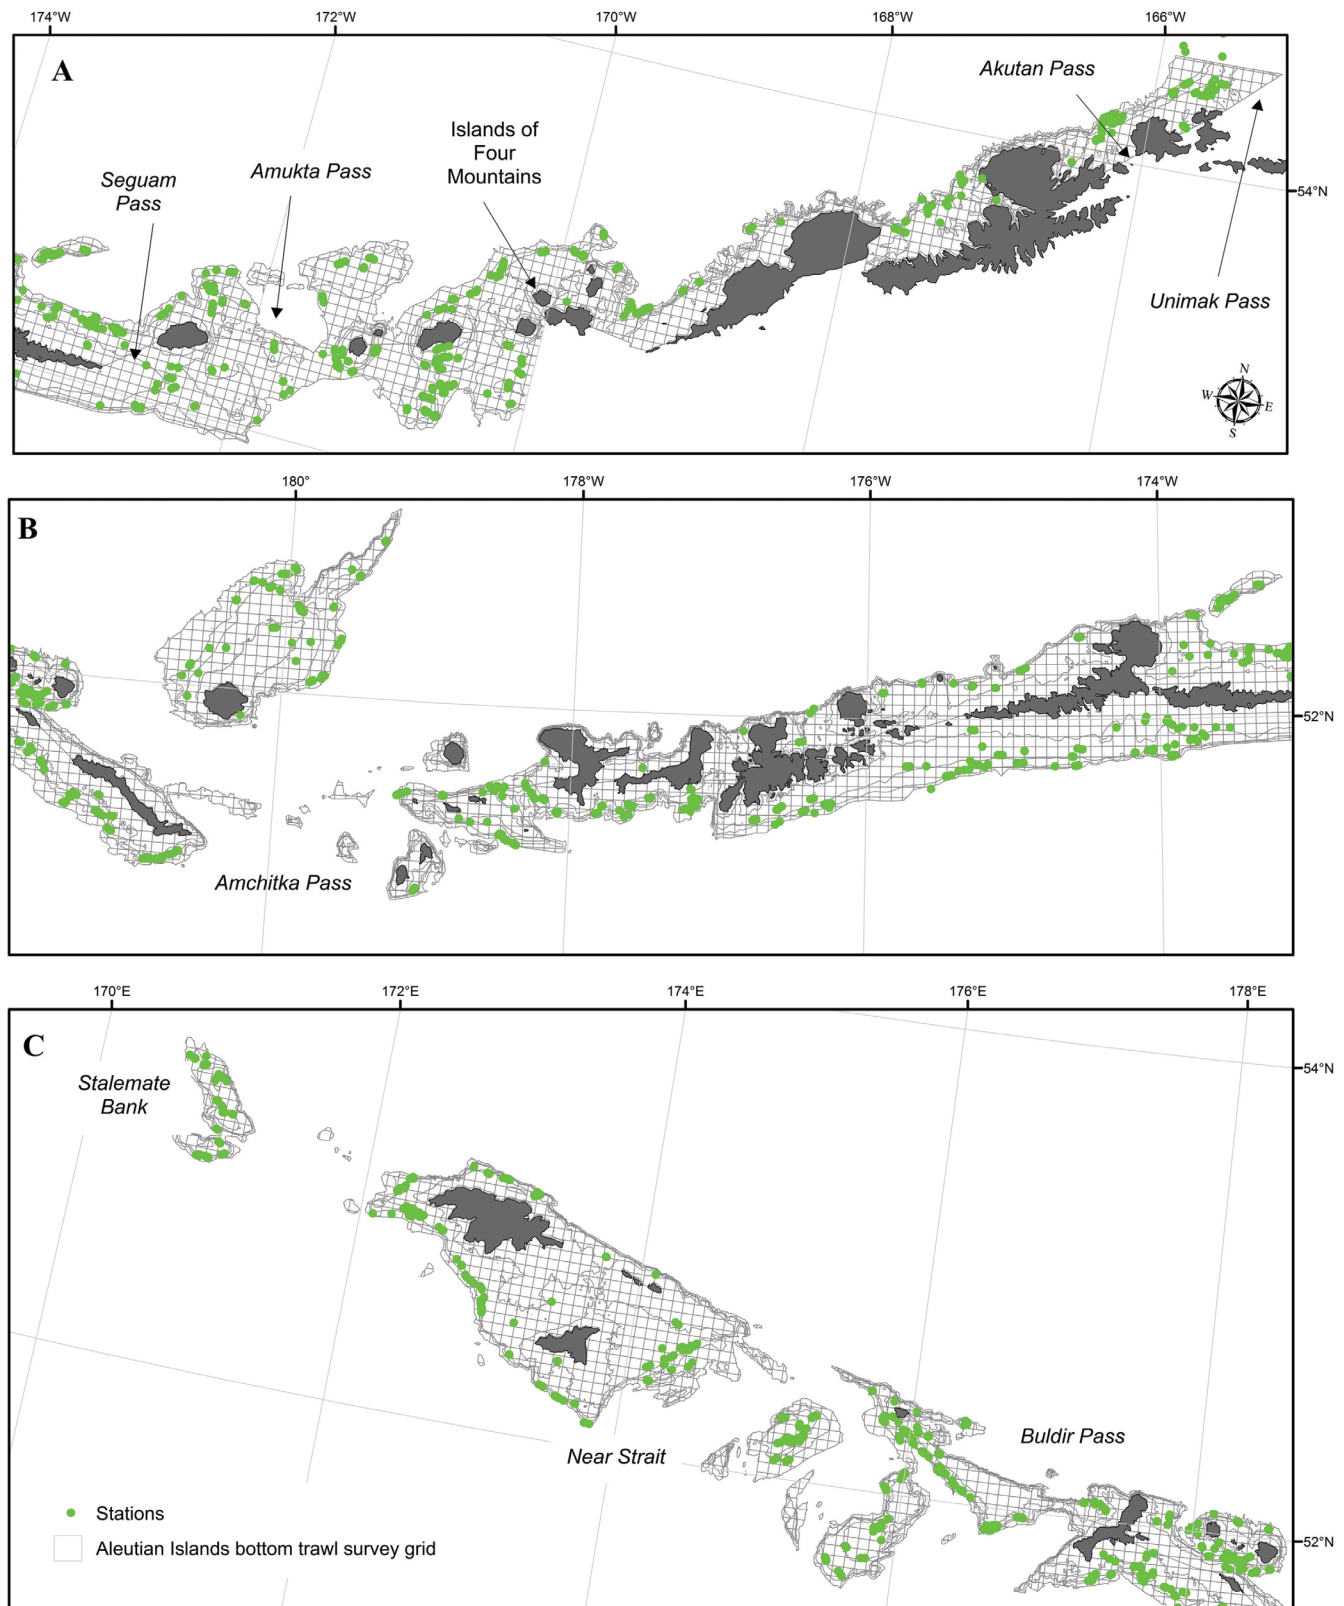 174°W 172°W 170°W 168°W 166°W
A
Akutan Pass
Islands of
Four
Mountains
Amukta Pass
Seguam
Pass
54°N
Unimak Pass
N
W E
S
180° 178°W 176°W 174°W
B
52°N
Amchitka Pass
170°E 172°E 174°E 176°E 178°E
C
54°N
Stalemate
Bank
Buldir Pass
Near Strait
Stations
52°N
Aleutian Islands bottom trawl survey grid